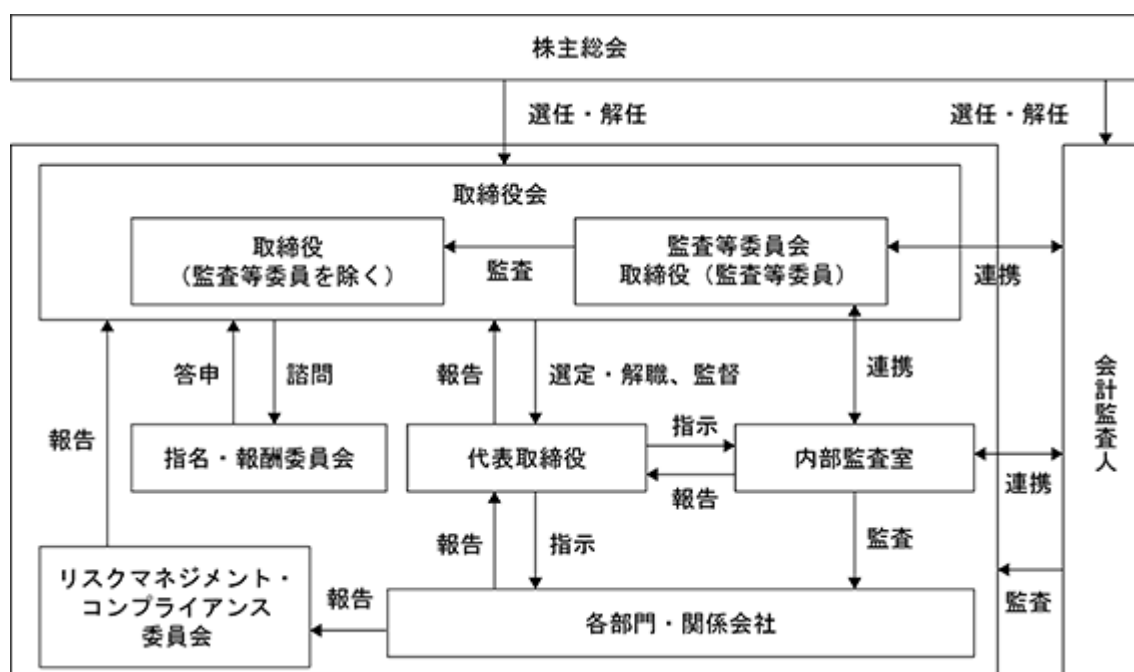 株主総会
選任・解任
選任・解任
取締役会
取締役
（監査等委員を除く）
監査
監査等委員会
取締役（監査等委員）
連携
答申
諮問
報告
選定・解職、監督
連携
報告
指名・報酬委員会
代表取締役
指示
報告
内部監査室
連携
会計監査人
報告
指示
監査
監査
リスクマネジメント・
コンプライアンス
委員会
報告
各部門・関係会社